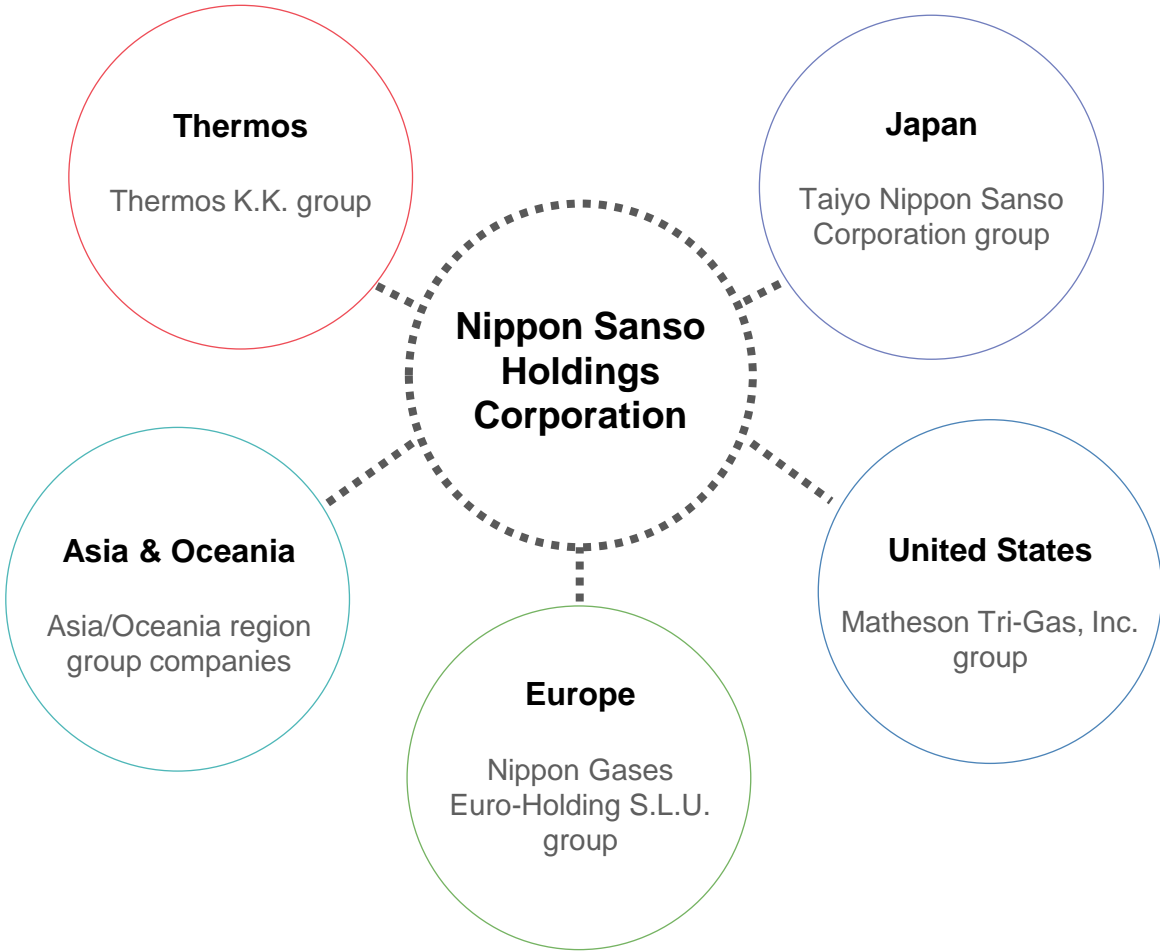 Thermos
Thermos K.K. group
Japan
Taiyo Nippon Sanso
Corporation group
Nippon Sanso
Holdings
Corporation
Asia & Oceania
Asia/Oceania region
group companies
United States
Matheson Tri-Gas, Inc.
group
Europe
Nippon Gases
Euro-Holding S.L.U.
group